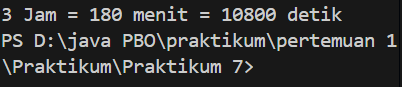 3 Jam = 180 menit = 10800 detik
PS D:\java PBO\praktikum\pertemuan 1
\Praktikum\Praktikum 7>